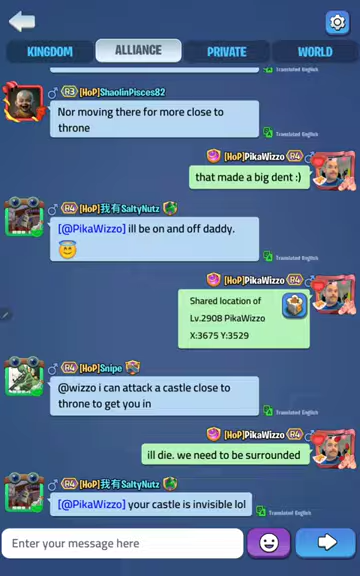 KINGDOM
ALLIANCE
PRIVATE
WORLD
Translated English
R3 [HoP]ShaolinPisces82
Nor moving there for more close to
throne
Translated English
[HoP]PikaWizzo R4
that made a big dent :)
R4 [HoP]我有SaltyNutz
[@PikaWizzo] ill be on and off daddy.
Translated English
[HoP]PikaWizzo R4
Shared location of
Lv.2908 PikaWizzo
X:3675 Y:3529
R4 [HoP]Snipe
@wizzo i can attack a castle close to
throne to get you in
Translated English
[HoP]PikaWizzo R4
ill die. we need to be surrounded
R4 [HoP]我有SaltyNutz
[@PikaWizzo] your castle is invisible lol
Translated English
Enter your message here